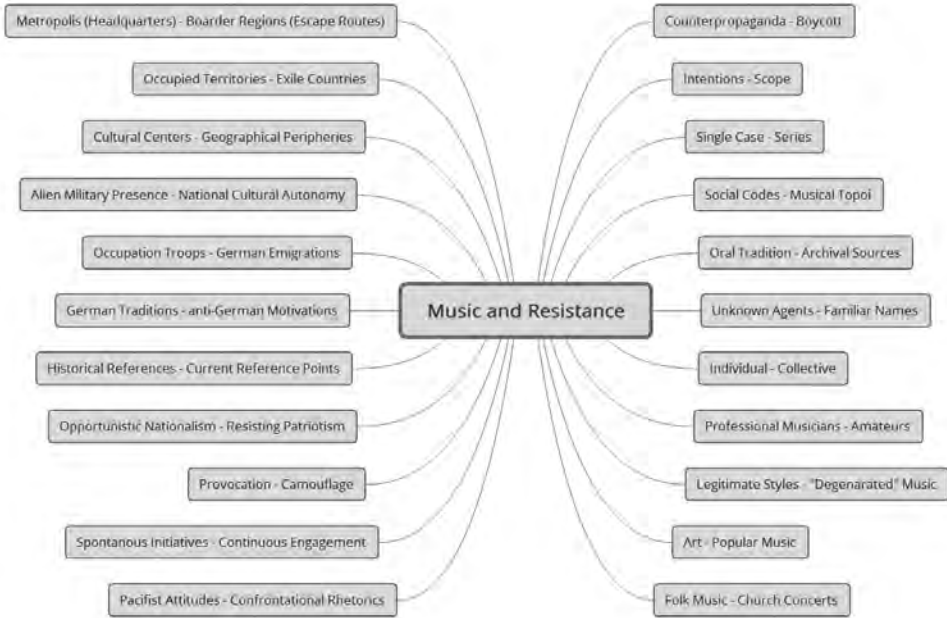 Metropolis (Headquarters) - Boarder Regions (Escape Routes)
Occupied Territories - Exile Countries
Cultural Centers - Geographical Peripheries
Alien Military Presence - National Cultural Autonomy
Occupation Troops - German Emigrations
German Traditions - anti-German Motivations
Historical References - Current Reference Points
Opportunistic Nationalism - Resisting Patriotism
Provocation - Camouflage
Spontanous Initiatives - Continuous Engagement
Pacifist Attitudes - Confrontational Rhetorics
Music and Resistance
Counterpropaganda - Boycott
Intentions - Scope
Single Case - Series
Social Codes - Musical Topoi
Oral Tradition - Archival Sources
Unknown Agents - Familiar Names
Individual - Collective
Professional Musicians - Amateurs
Legitimate Styles - "Degenarated" Music
Art - Popular Music
Folk Music - Church Concerts